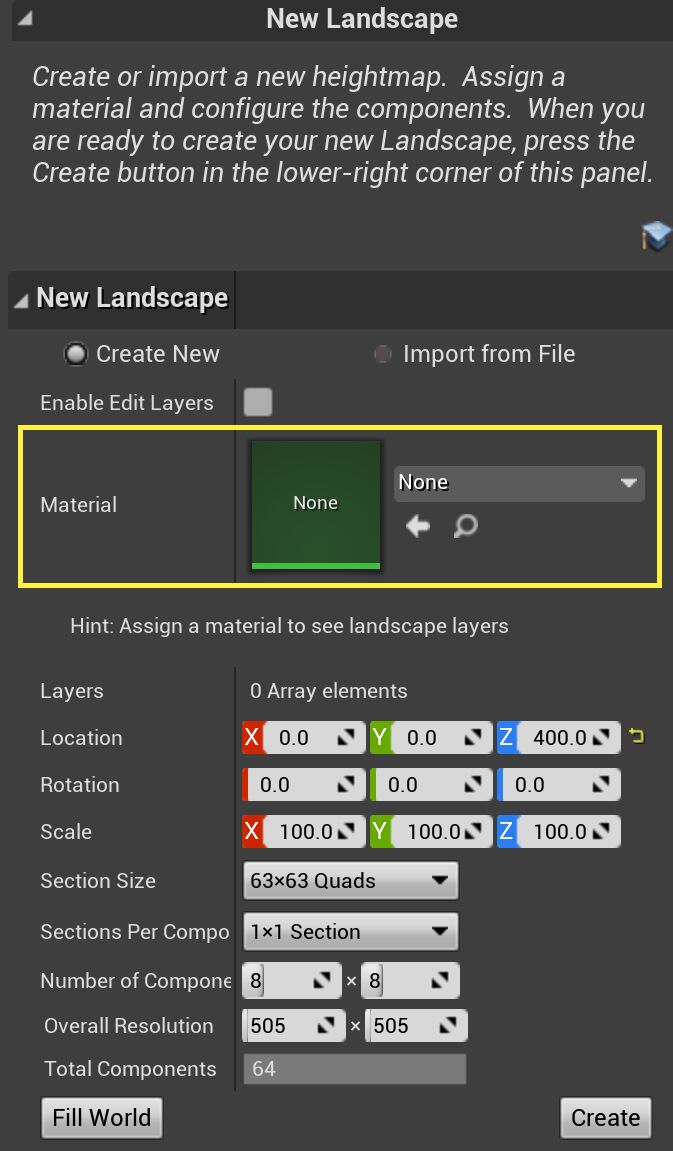 New Landscape
Create or import a new heightmap.  Assign a
material and configure the components.  When you
are ready to create your new Landscape, press the
Create button in the lower-right corner of this panel.
New Landscape
Create New Import from File
Enable Edit Layers
Material None None
Hint: Assign a material to see landscape layers
Layers 0 Array elements
Location X 0.0 Y 0.0 Z 400.0
Rotation 0.0 0.0 0.0
Scale X 100.0 Y 100.0 Z 100.0
Section Size 63×63 Quads
Sections Per Compo 1×1 Section
Number of Compone 8 × 8
Overall Resolution 505 × 505
Total Components 64
Fill World Create